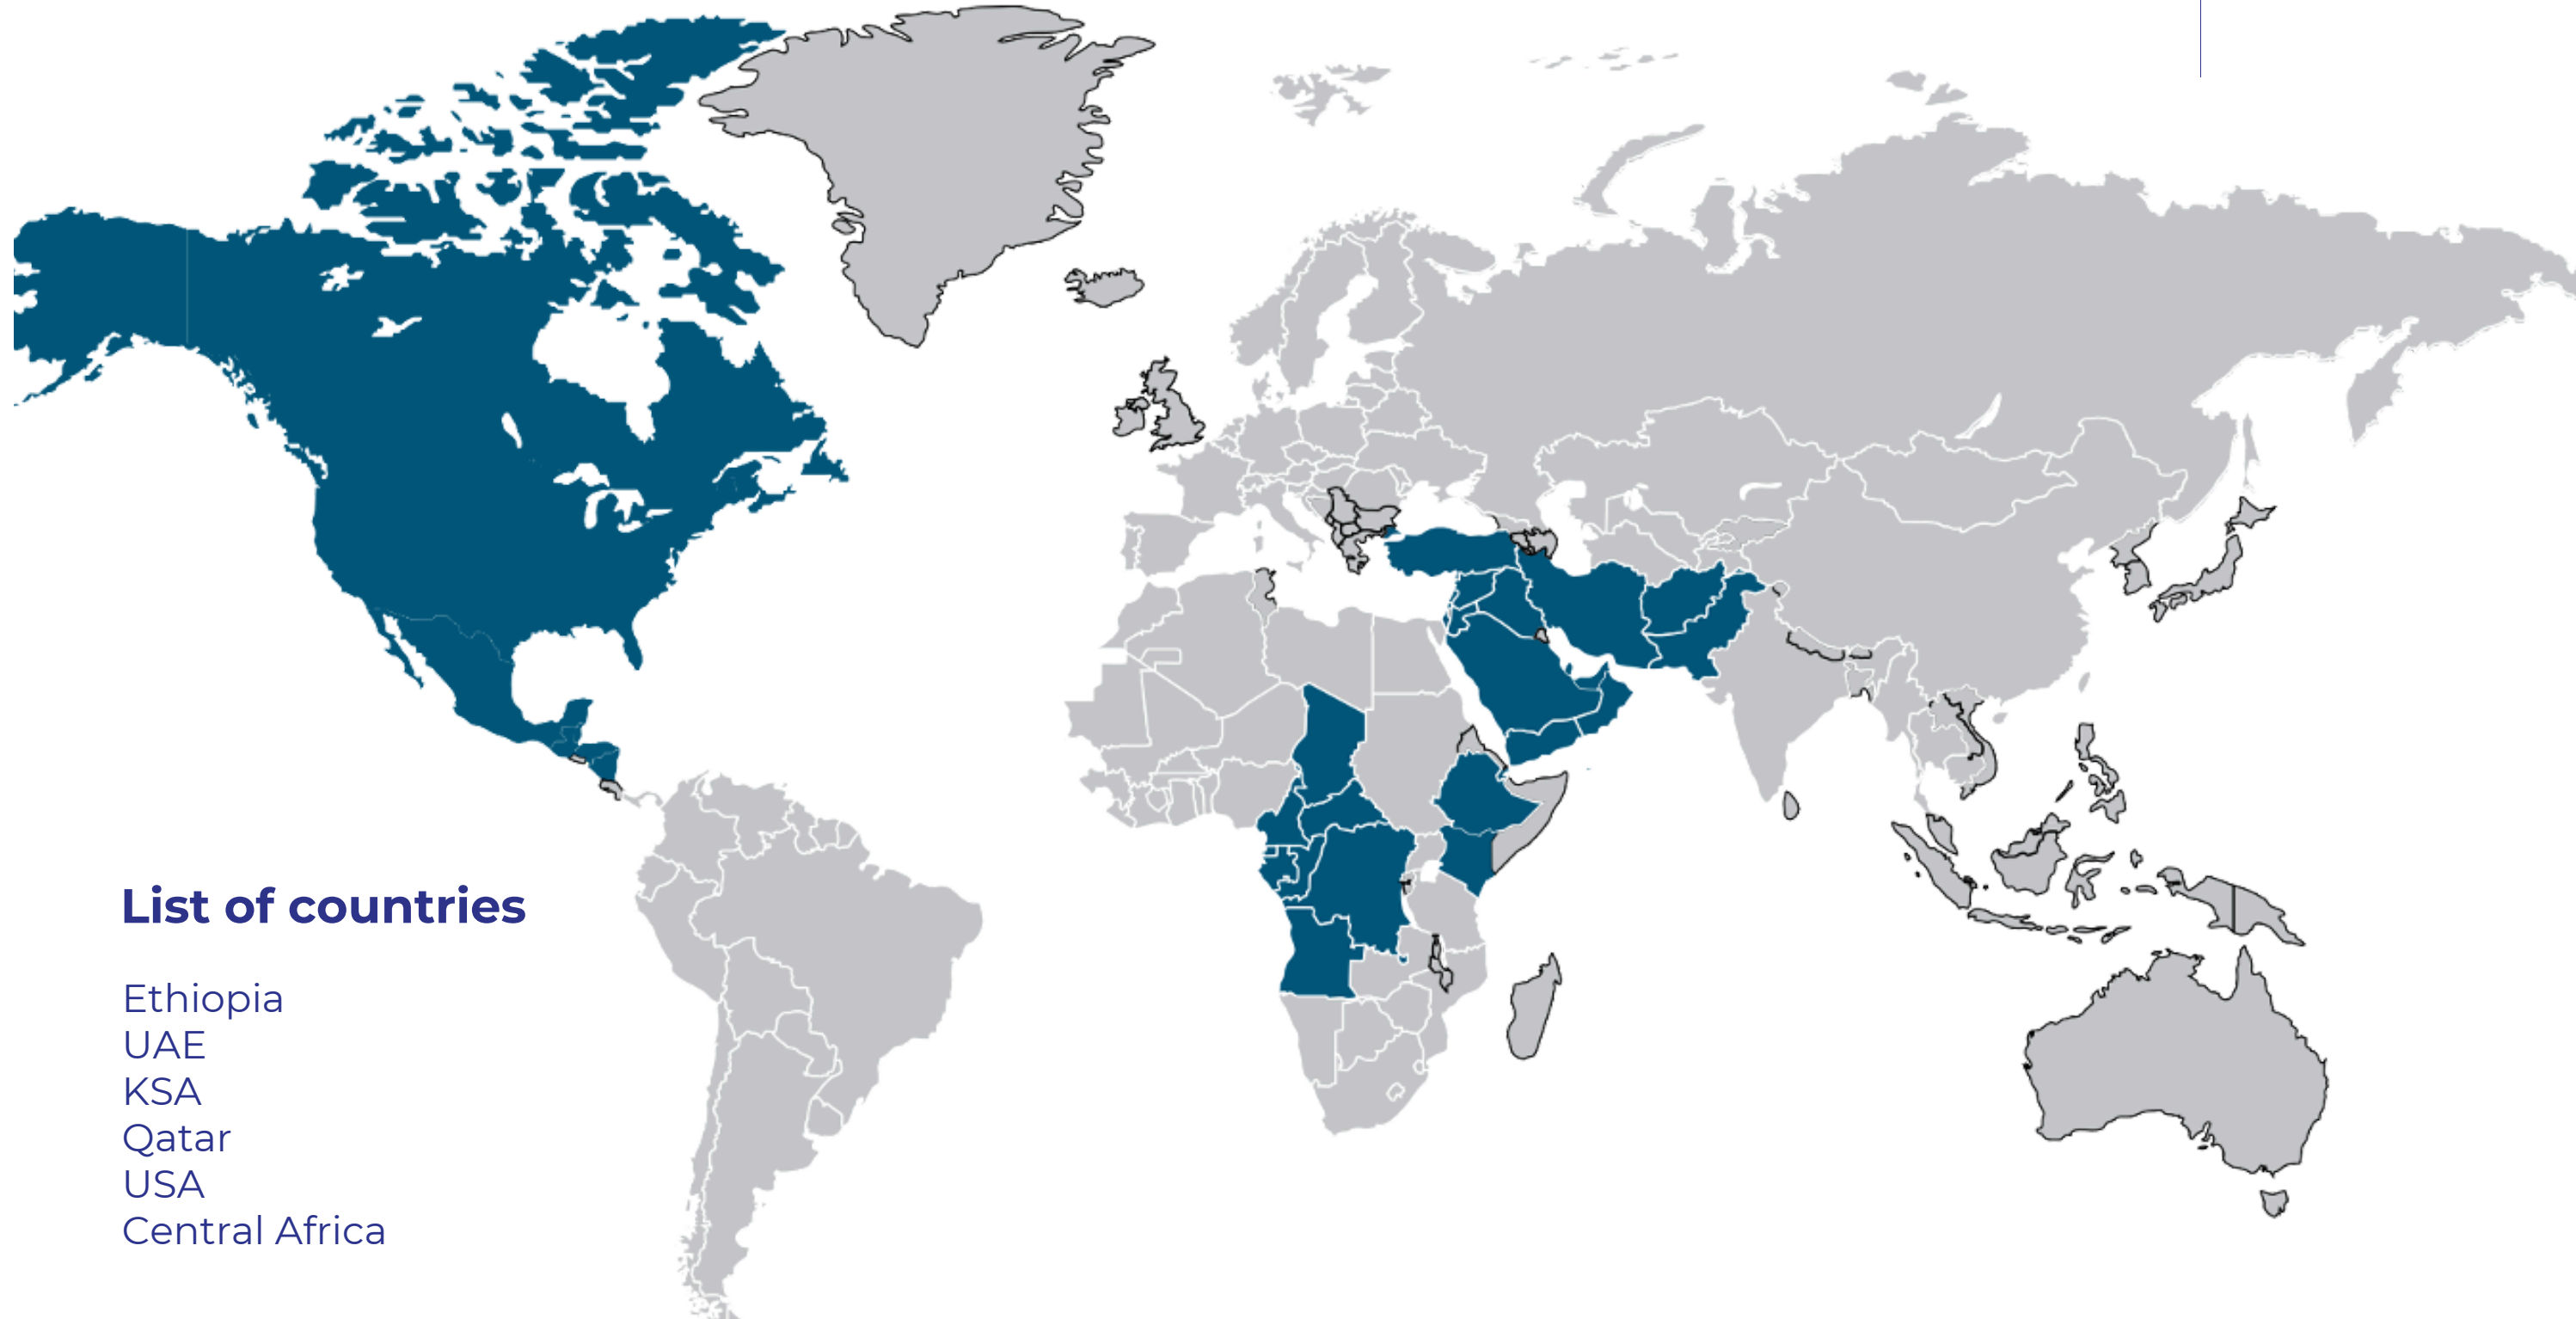 List of countries
Ethiopia
UAE
KSA
Qatar
USA
Central Africa